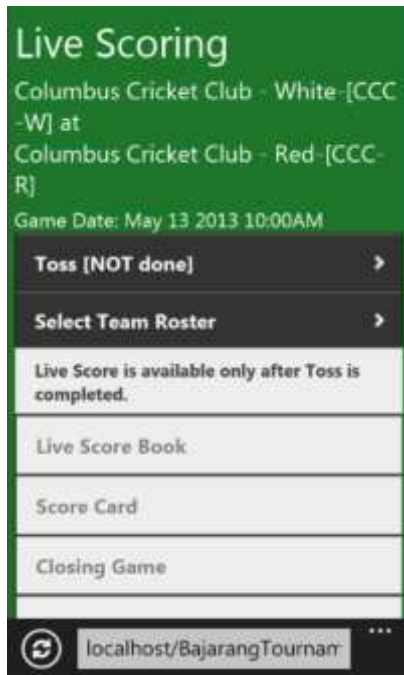 Live Scoring
Columbus Cricket Club - White-[CCC
-W] at
Columbus Cricket Club - Red-[CCC-
R]
Game Date: May 13 2013 10:00AM
Toss [NOT done]
Select Team Roster
Live Score is available only after Toss is
completed.
Live Score Book
Score Card
Closing Game
localhost/BajarangTournam